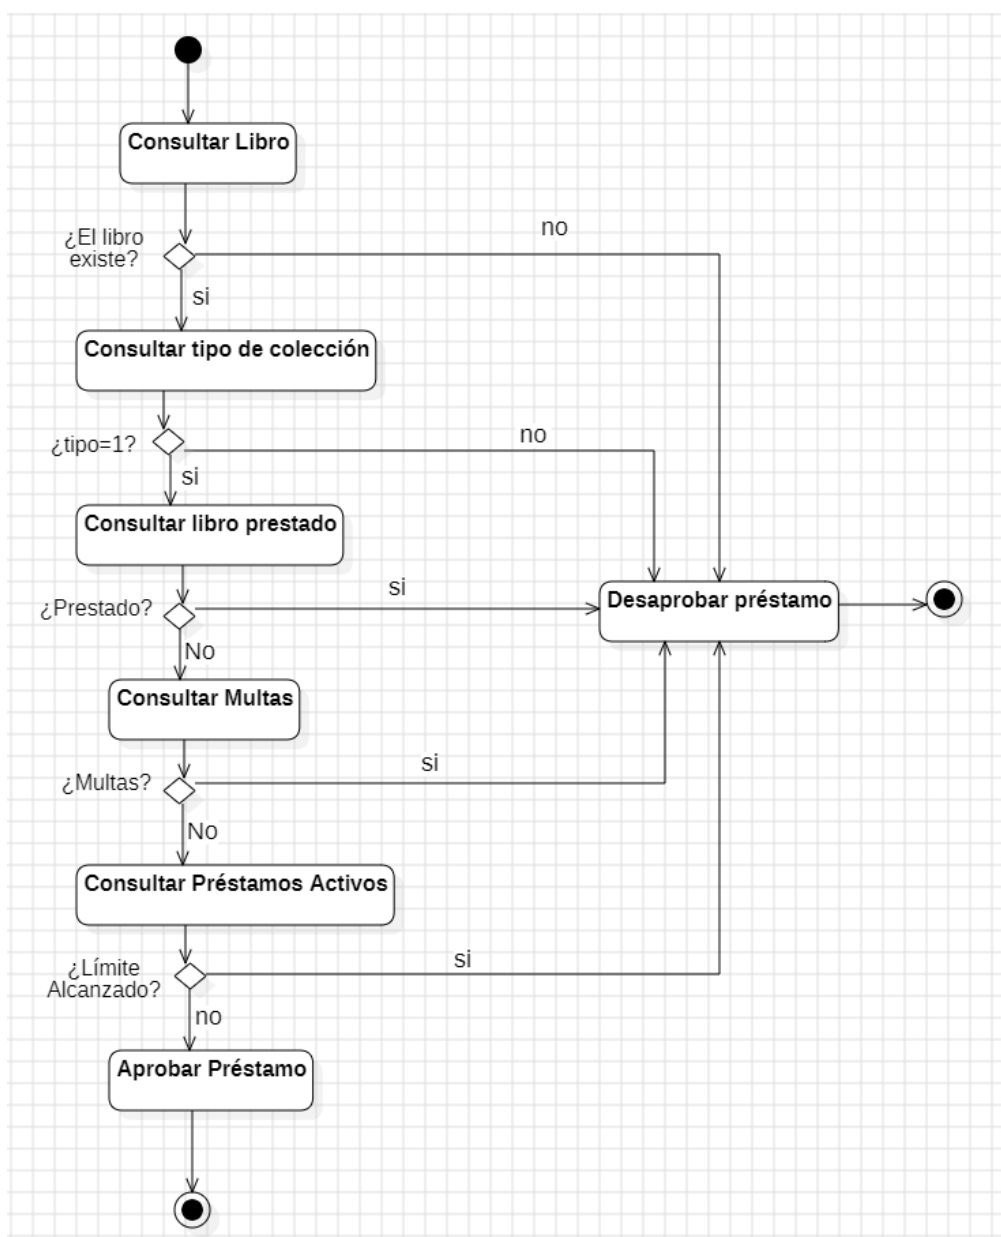 Consultar Libro
¿El libro
existe?
no
si
Consultar tipo de colección
¿tipo=1?
no
si
Consultar libro prestado
¿Prestado?
si
Desaprobar préstamo
No
Consultar Multas
¿Multas?
si
No
Consultar Préstamos Activos
¿Límite
Alcanzado?
si
no
Aprobar Préstamo